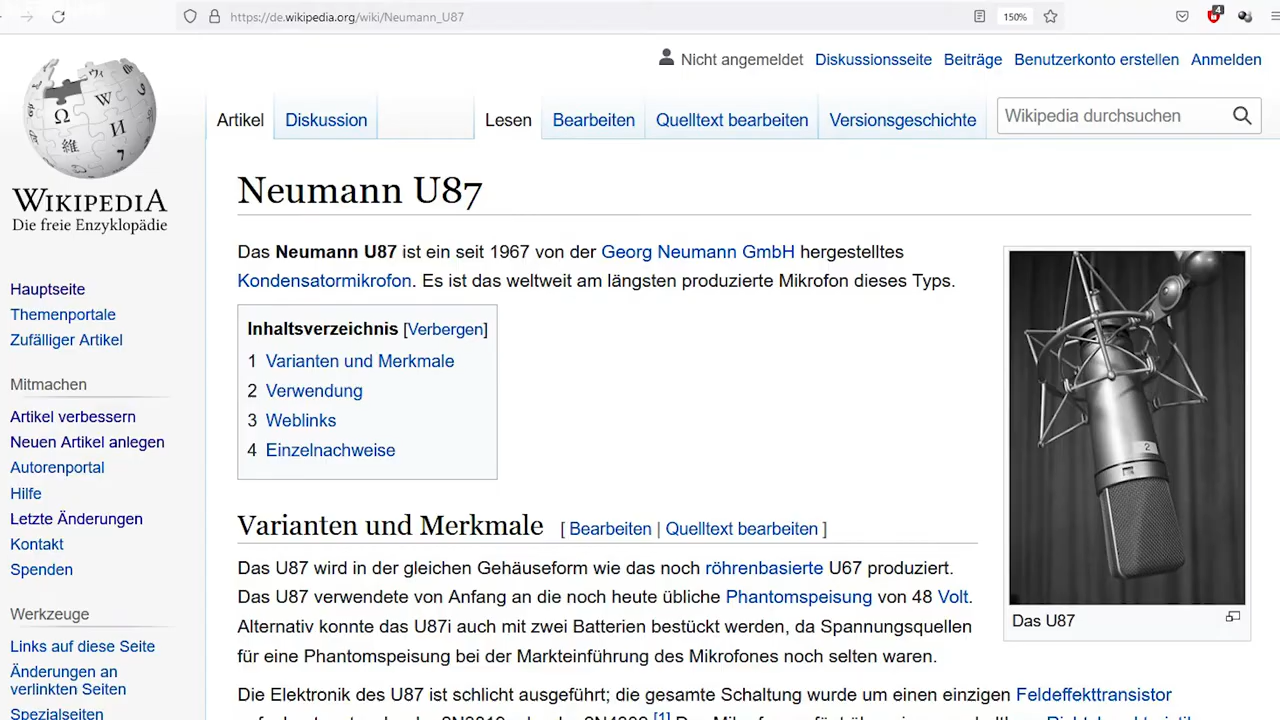 https://de.wikipedia.org/wiki/Neumann_U87
150%
4
Nicht angemeldet Diskussionsseite Beiträge Benutzerkonto erstellen Anmelden
Artikel Diskussion Lesen Bearbeiten Quelltext bearbeiten Versionsgeschichte Wikipedia durchsuchen
WIKIPEDIA
Die freie Enzyklopädie
Hauptseite
Themenportale
Zufälliger Artikel
Mitmachen
Artikel verbessern
Neuen Artikel anlegen
Autorenportal
Hilfe
Letzte Änderungen
Kontakt
Spenden
Werkzeuge
Links auf diese Seite
Änderungen an
verlinkten Seiten
Spezialseiten
Neumann U87
Das Neumann U87 ist ein seit 1967 von der Georg Neumann GmbH hergestelltes
Kondensatormikrofon. Es ist das weltweit am längsten produzierte Mikrofon dieses Typs.
Inhaltsverzeichnis [Verbergen]
1 Varianten und Merkmale
2 Verwendung
3 Weblinks
4 Einzelnachweise
Das U87
Varianten und Merkmale [ Bearbeiten | Quelltext bearbeiten ]
Das U87 wird in der gleichen Gehäuseform wie das noch röhrenbasierte U67 produziert.
Das U87 verwendete von Anfang an die noch heute übliche Phantomspeisung von 48 Volt.
Alternativ konnte das U87i auch mit zwei Batterien bestückt werden, da Spannungsquellen
für eine Phantomspeisung bei der Markteinführung des Mikrofones noch selten waren.
Die Elektronik des U87 ist schlicht ausgeführt; die gesamte Schaltung wurde um einen einzigen Feldeffekttransistor